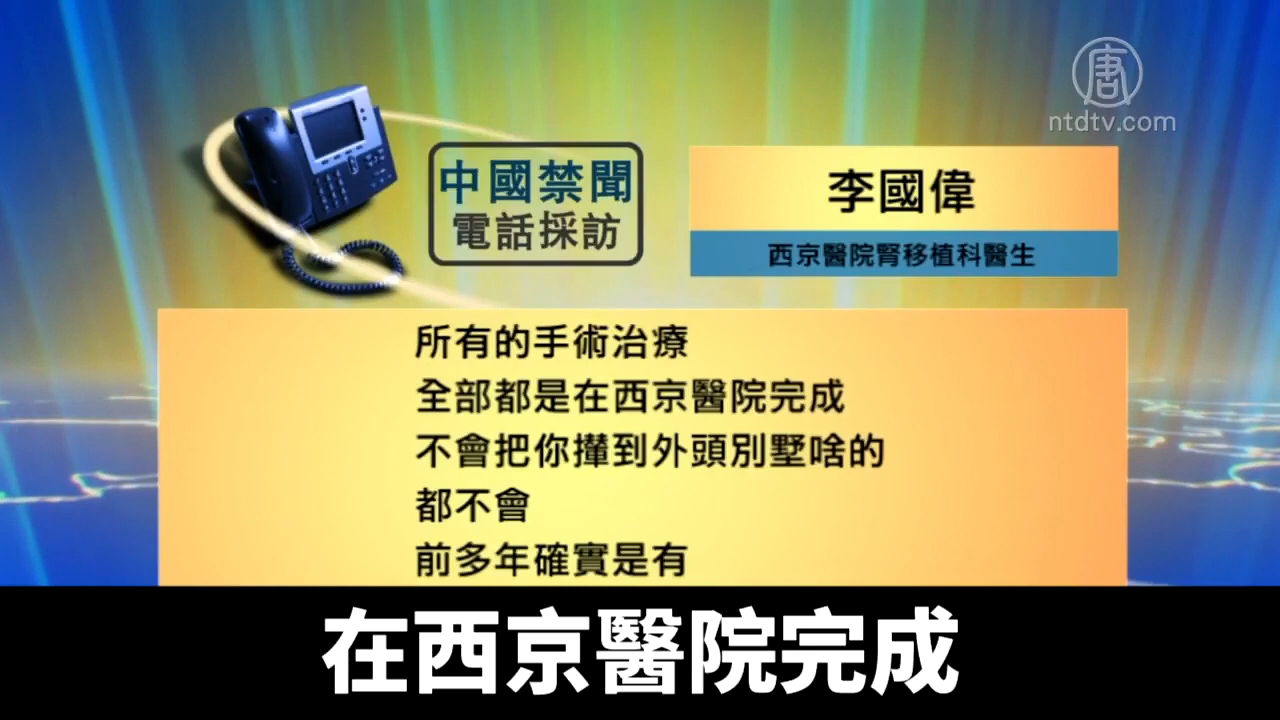 唐
ntdtv.com
中國禁聞
電話採訪
李國偉
西京醫院腎移植科醫生
所有的手術治療
全部都是在西京醫院完成
不會把你攆到外頭別墅啥的
都不會
前多年確實是有
在西京醫院完成